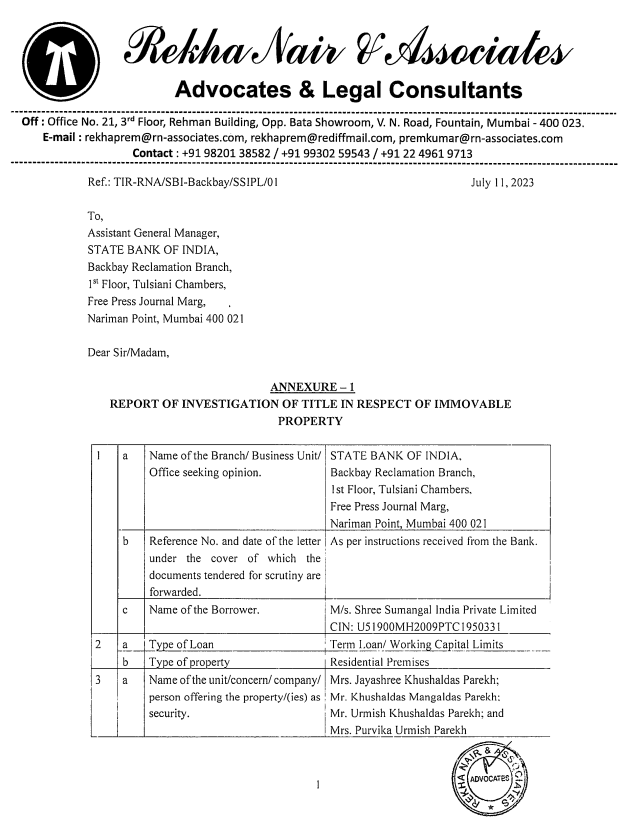 Rekha Nair & Associates
Advocates & Legal Consultants
Off : Office No. 21, 3rd Floor, Rehman Building, Opp. Bata Showroom, V. N. Road, Fountain, Mumbai - 400 023.
E-mail : rekhaprem@rn-associates.com, rekhaprem@rediffmail.com, premkumar@rn-associates.com
Contact : +91 98201 38582 / +91 99302 59543 / +91 22 4961 9713
Ref.: TIR-RNA/SBI-Backbay/SSIPL/01 July 11, 2023
To,
Assistant General Manager,
STATE BANK OF INDIA,
Backbay Reclamation Branch,
1st Floor, Tulsiani Chambers,
Free Press Journal Marg,
Nariman Point, Mumbai 400 021
Dear Sir/Madam,
ANNEXURE – 1
REPORT OF INVESTIGATION OF TITLE IN RESPECT OF IMMOVABLE
PROPERTY
1 a Name of the Branch/ Business Unit/ STATE BANK OF INDIA,
Office seeking opinion. Backbay Reclamation Branch,
1st Floor, Tulsiani Chambers,
Free Press Journal Marg,
Nariman Point, Mumbai 400 021
b Reference No. and date of the letter As per instructions received from the Bank.
under the cover of which the
documents tendered for scrutiny are
forwarded.
c Name of the Borrower. M/s. Shree Sumangal India Private Limited
CIN: U51900MH2009PTC1950331
2 a Type of Loan Term Loan/ Working Capital Limits
b Type of property Residential Premises
3 a Name of the unit/concern/ company/ Mrs. Jayashree Khushaldas Parekh;
person offering the property/(ies) as Mr. Khushaldas Mangaldas Parekh;
security. Mr. Urmish Khushaldas Parekh; and
Mrs. Purvika Urmish Parekh
REKHA NAIR & ASSOCIATES
ADVOCATES
1